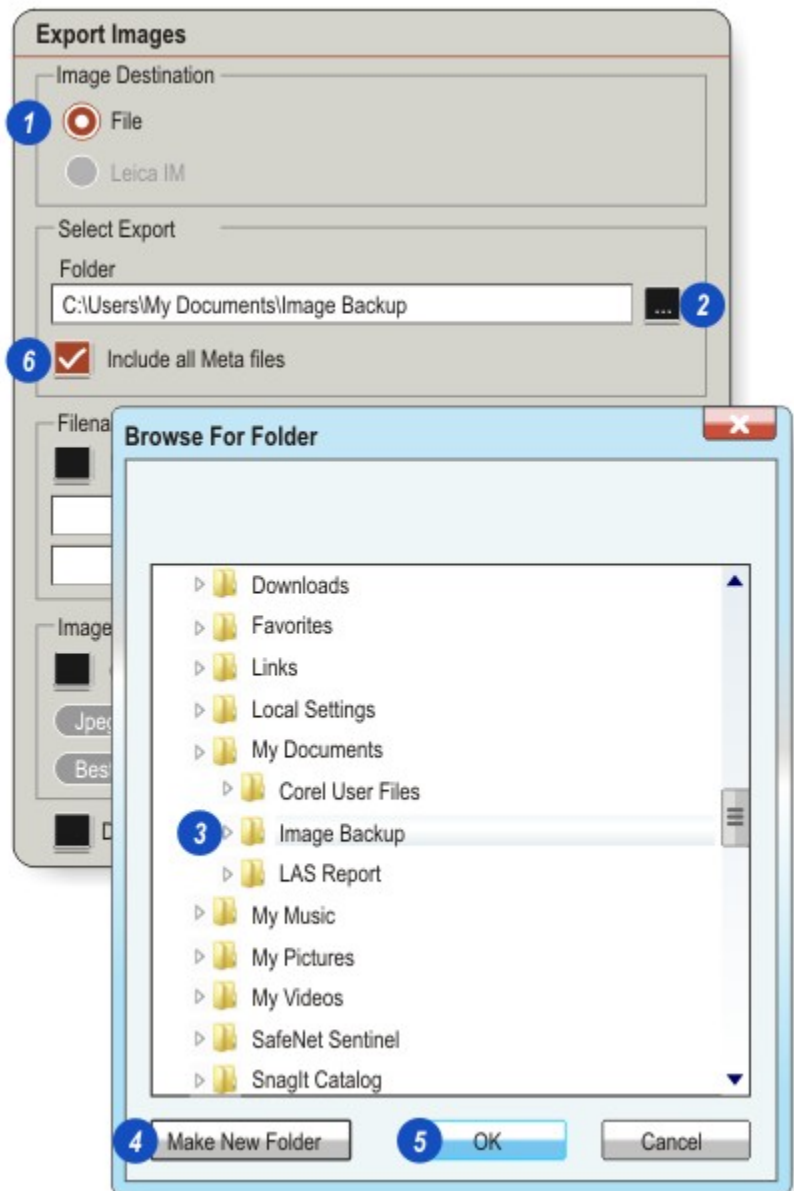 Export Images
Image Destination
1 File
Leica IM
Select Export
Folder
C:\Users\My Documents\Image Backup ... 2
6 Include all Meta files
Browse For Folder
Downloads
Favorites
Links
Local Settings
My Documents
Corel User Files
3 Image Backup
LAS Report
My Music
My Pictures
My Videos
SafeNet Sentinel
SnagIt Catalog
4 Make New Folder 5 OK Cancel
Filena
Image
Jpeg
Best